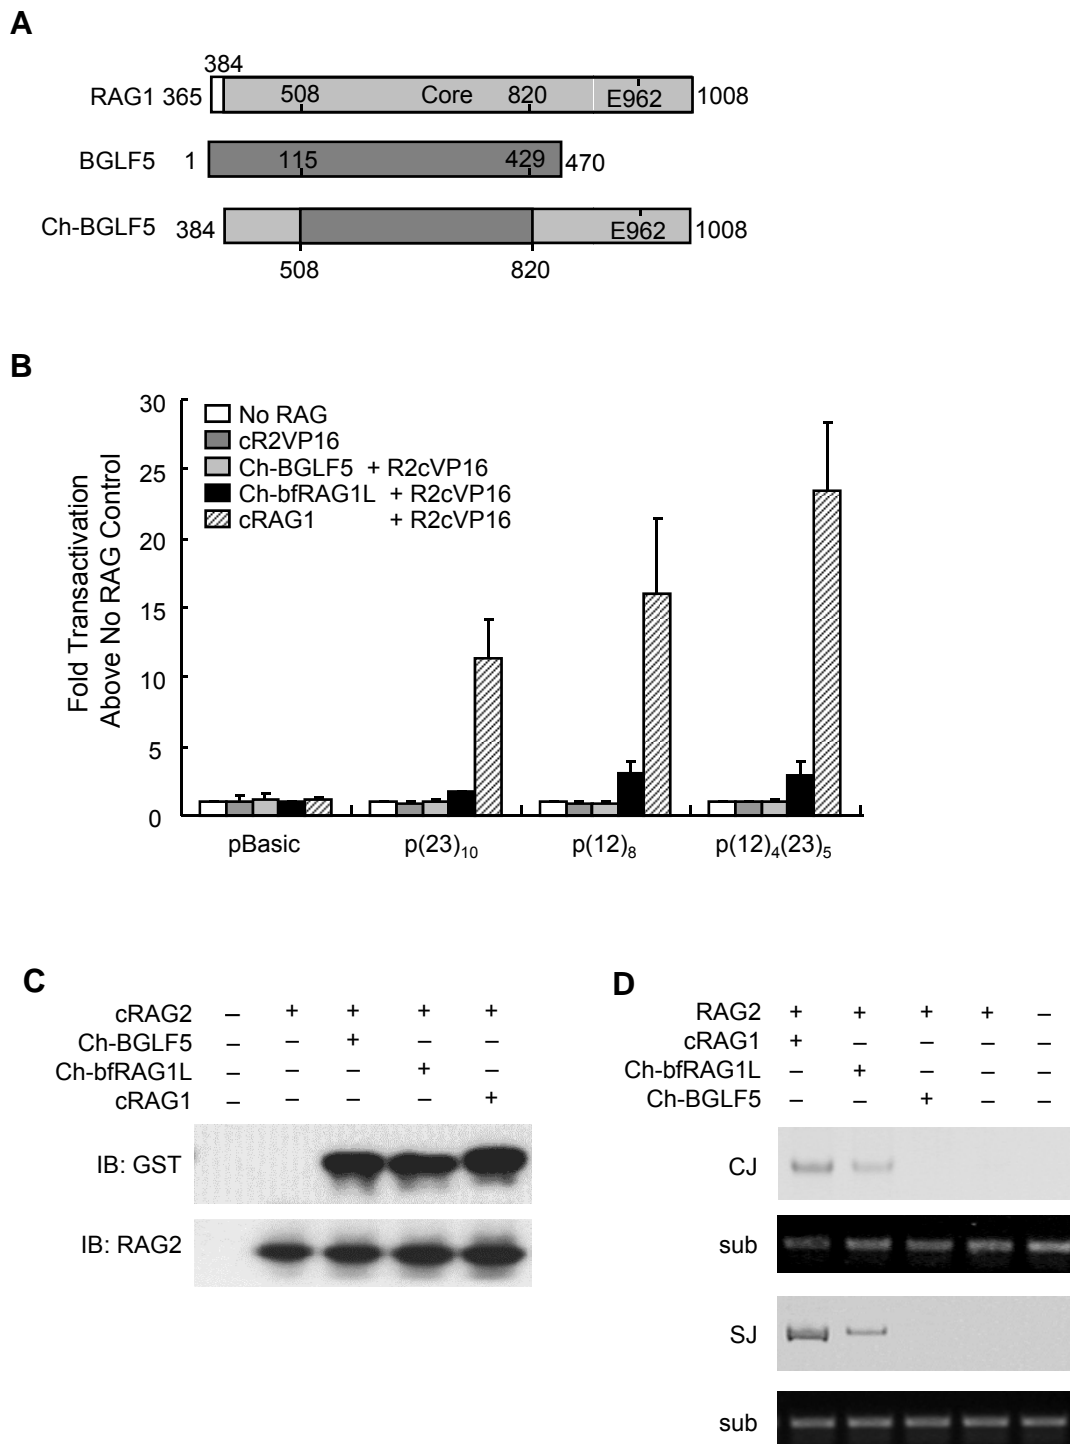 A
384
RAG1 365 508 Core 820 E962 1008
BGLF5 1 115 429 470
Ch-BGLF5 384 E962 1008
508 820
B
Fold Transactivation
Above No RAG Control
30
25
20
15
10
5
0
No RAG
cR2VP16
Ch-BGLF5 + R2cVP16
Ch-bfRAG1L + R2cVP16
cRAG1 + R2cVP16
pBasic p(23)10 p(12)8 p(12)4(23)5
C
cRAG2 – + + + +
Ch-BGLF5 – – + – –
Ch-bfRAG1L – – – + –
cRAG1 – – – – +
IB: GST
IB: RAG2
D
RAG2 + + + + –
cRAG1 + – – – –
Ch-bfRAG1L – + – – –
Ch-BGLF5 – – + – –
CJ
sub
SJ
sub